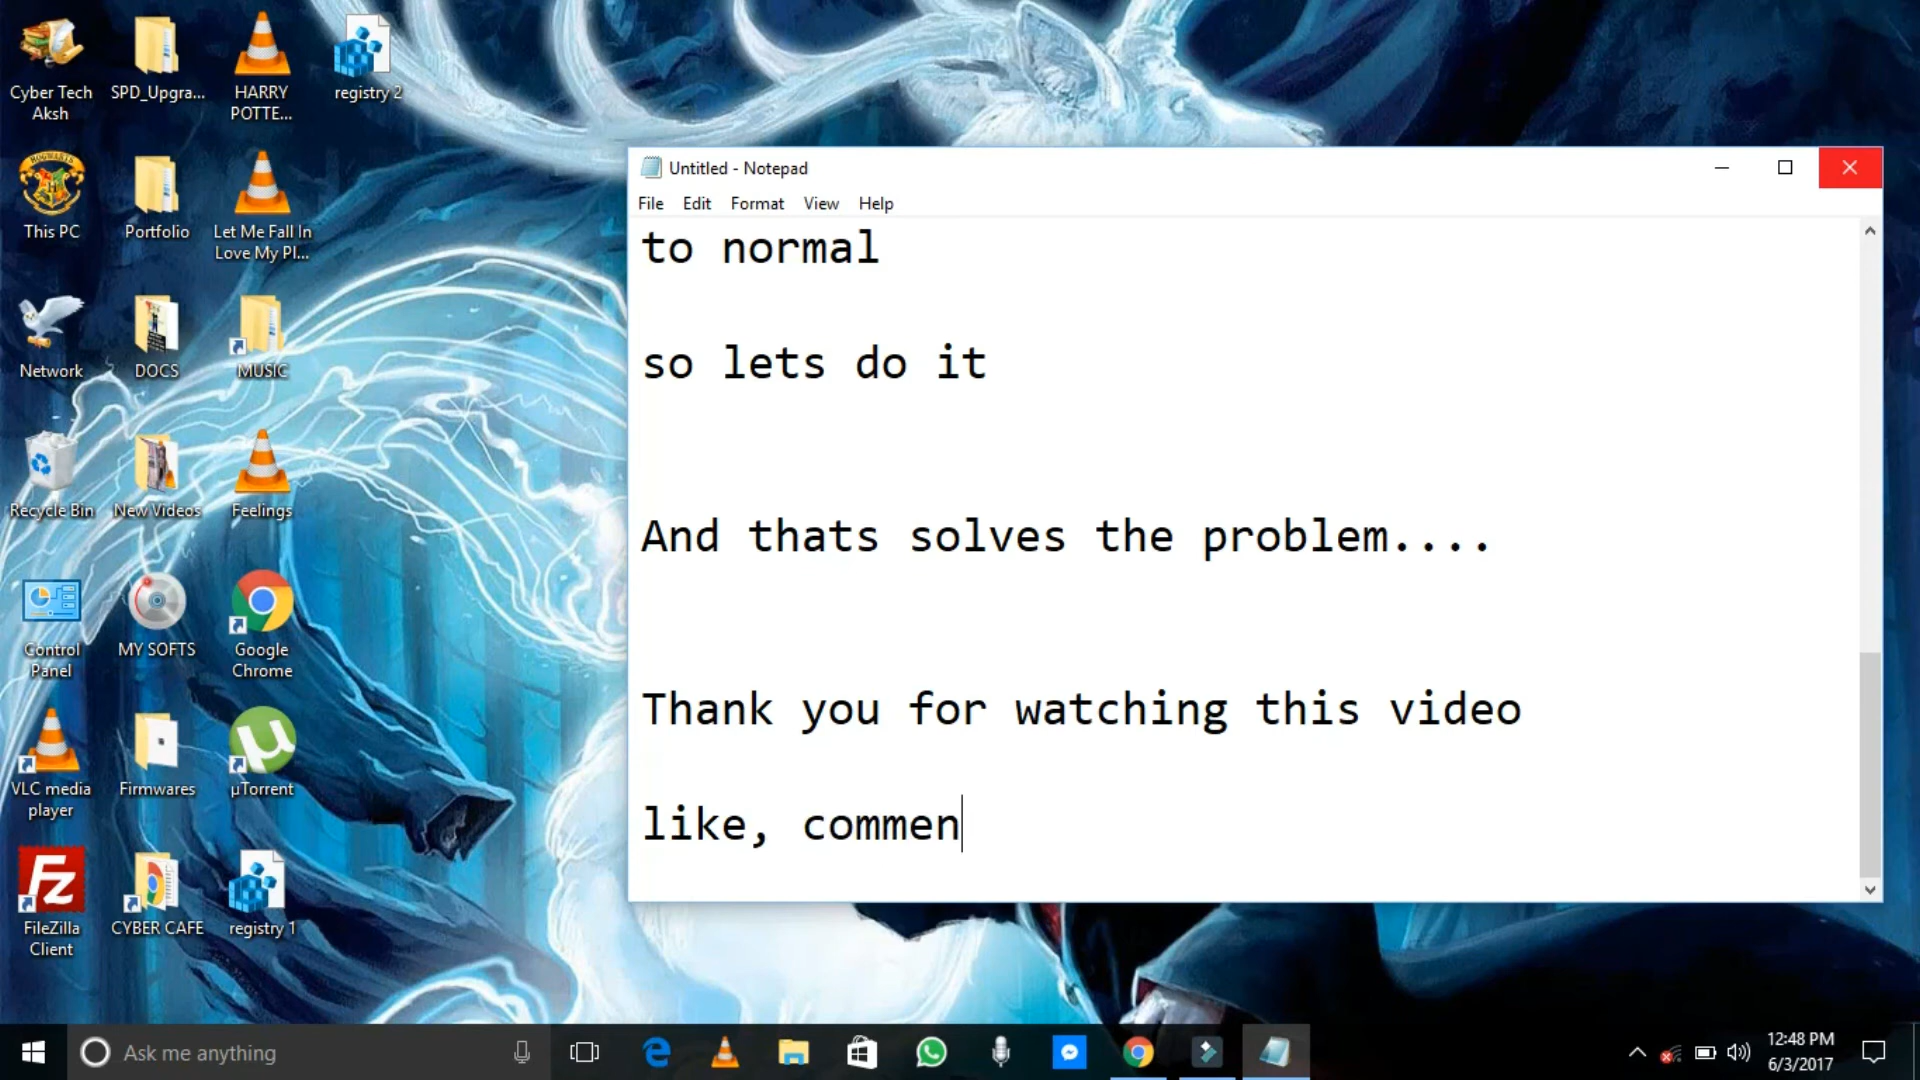 Cyber Tech
Aksh
SPD_Upgra...
HARRY
POTTE...
registry 2
This PC
Portfolio
Let Me Fall In
Love My Pl...
Network
DOCS
MUSIC
Recycle Bin
New Videos
Feelings
Control
Panel
MY SOFTS
Google
Chrome
VLC media
player
Firmwares
µTorrent
FileZilla
Client
CYBER CAFE
registry 1
Untitled - Notepad
File Edit Format View Help
to normal
so lets do it
And thats solves the problem....
Thank you for watching this video
like, commen
Ask me anything
12:48 PM
6/3/2017